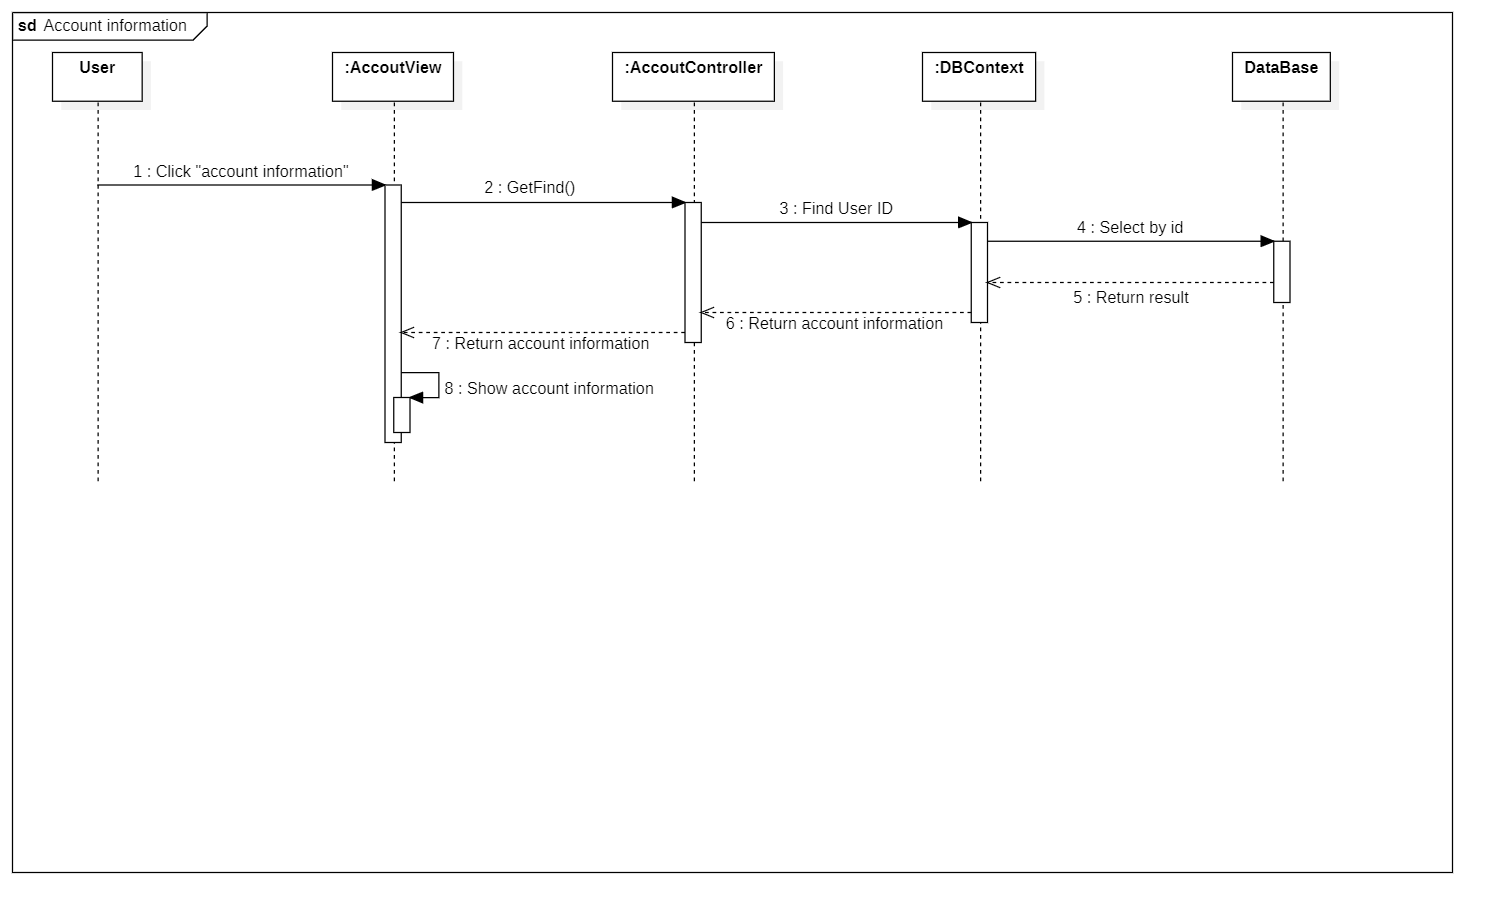 sd Account information
User
:AccoutView
:AccoutController
:DBContext
DataBase
1 : Click "account information"
2 : GetFind()
3 : Find User ID
4 : Select by id
5 : Return result
6 : Return account information
7 : Return account information
8 : Show account information